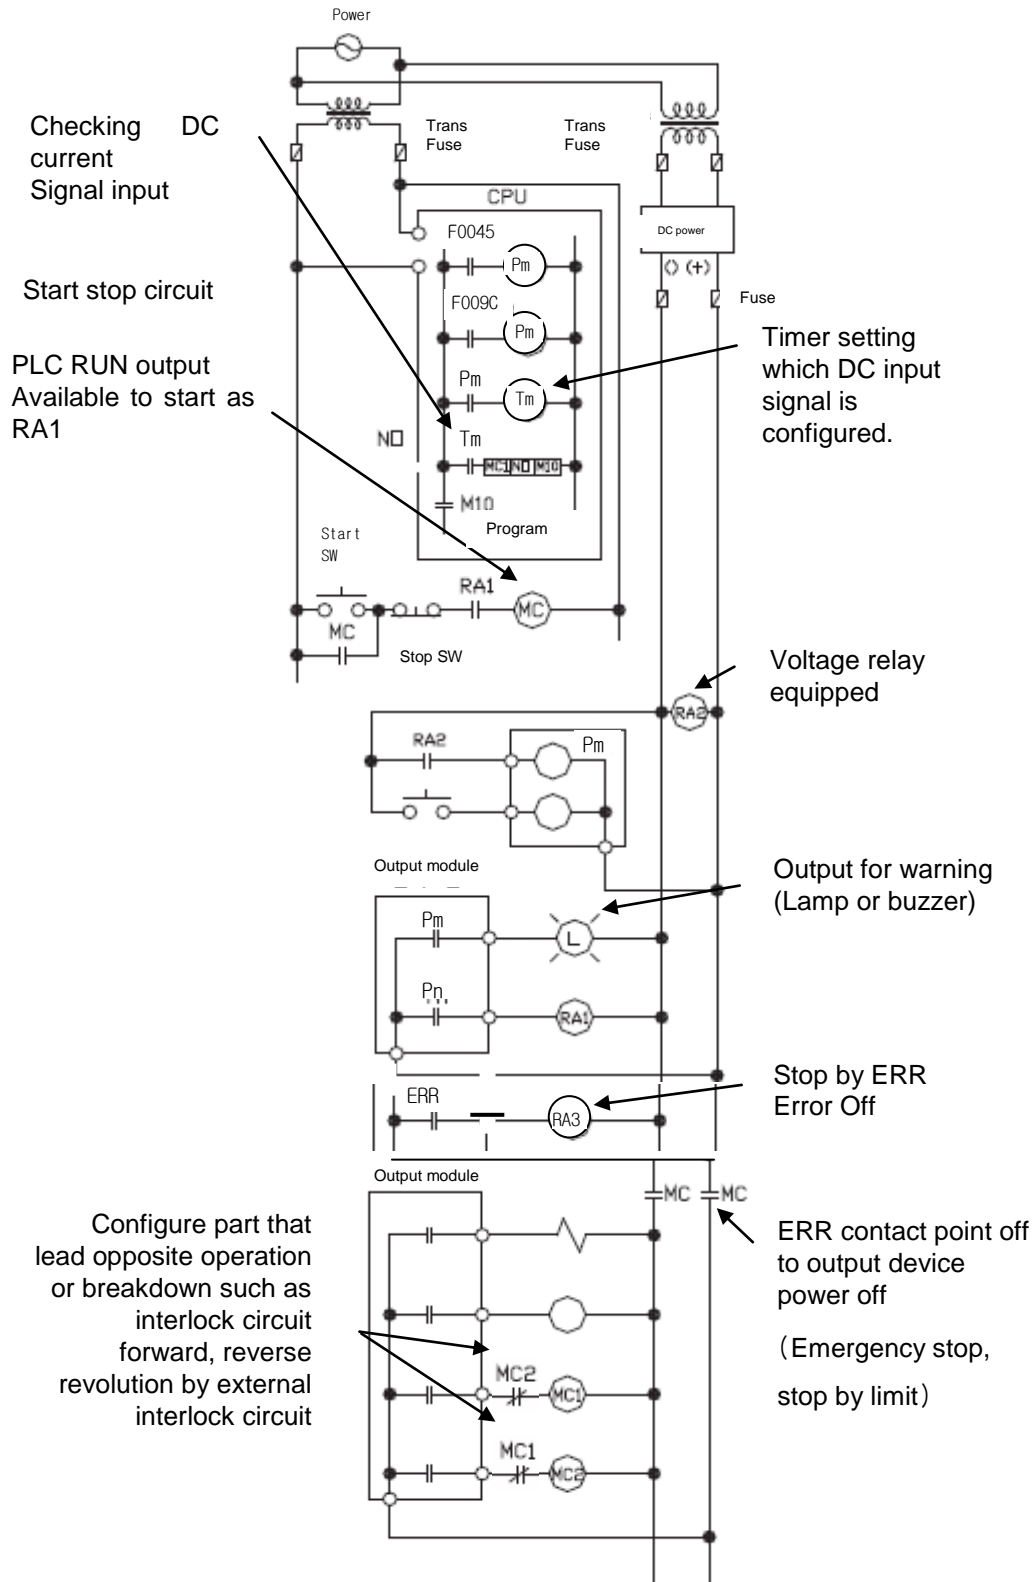 Power
Checking DC
current
Signal input
Trans
Fuse
Trans
Fuse
CPU
F0045
Pm
DC power
() (+)
Start stop circuit
F009C
Pm
Fuse
PLC RUN output
Available to start as
RA1
Pm
Tm
Timer setting
which DC input
signal is
configured.
NO
Tm
MC1 NO M10
M10
Program
Start
SW
RA1
MC
MC
Stop SW
Voltage relay
equipped
RA2
RA2
Pm
Output module
Output for warning
(Lamp or buzzer)
Pm
L
Pn
RA1
Stop by ERR
Error Off
ERR
RA3
Output module
MC MC
Configure part that
lead opposite operation
or breakdown such as
interlock circuit
forward, reverse
revolution by external
interlock circuit
ERR contact point off
to output device
power off
(Emergency stop,
stop by limit)
MC2
MC1
MC1
MC2